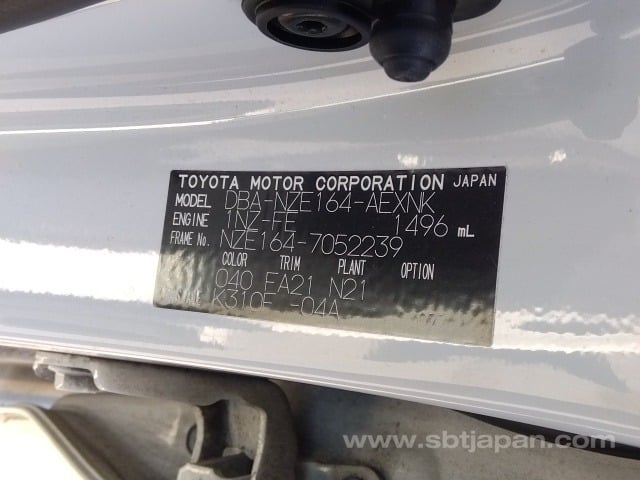 TOYOTA MOTOR CORPORATION JAPAN
MODEL DBA-NZE164-AEXNK
ENGINE 1NZ-FE 1496 mL
FRAME No. NZE164-7052239
COLOR TRIM PLANT OPTION
040 FA21 N21
K310F -04A
www.sbtjapan.com